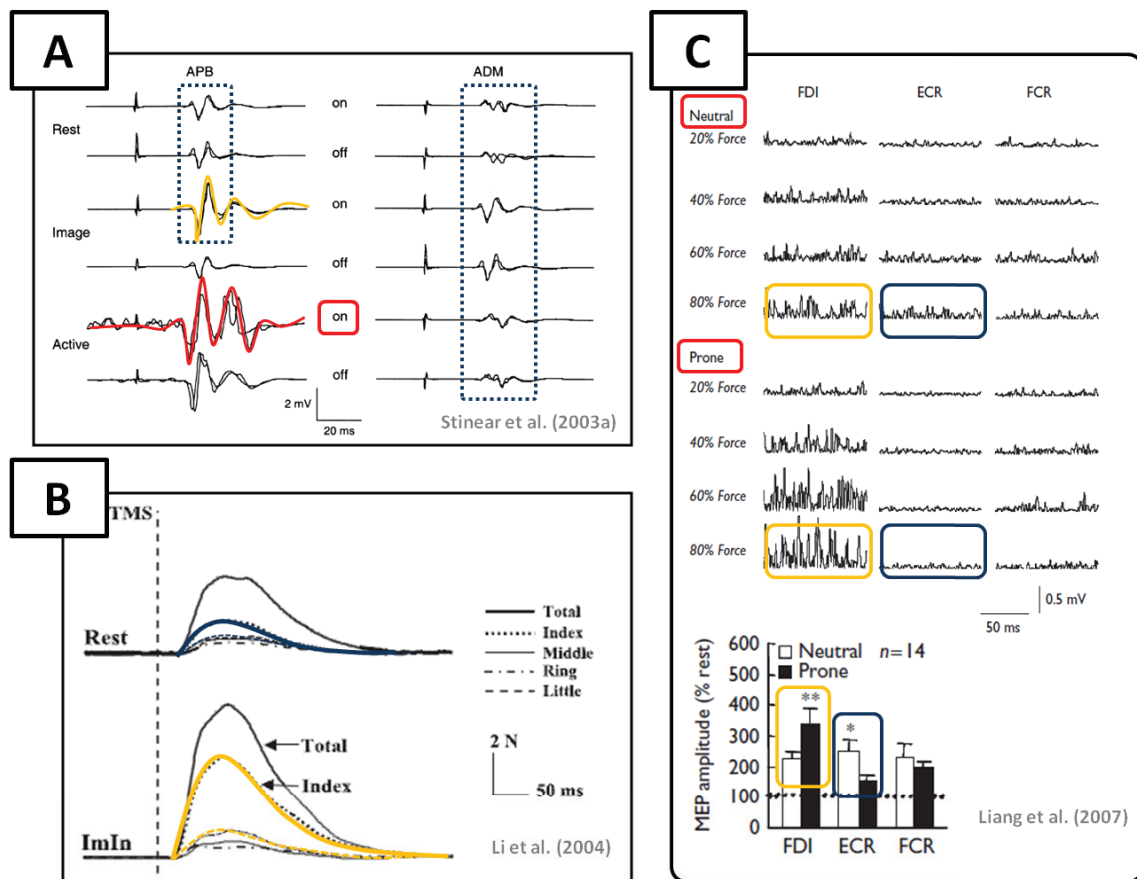 A
APB
ADM
Rest
on
off
Image
on
off
Active
on
off
2 mV
20 ms
Stinear et al. (2003a)
B
TMS
Rest
Total
Index
Middle
Ring
Little
Total
Index
2 N
50 ms
ImIn
Li et al. (2004)
C
FDI
ECR
FCR
Neutral
20% Force
40% Force
60% Force
80% Force
Prone
20% Force
40% Force
60% Force
80% Force
0.5 mV
50 ms
MEP amplitude (% rest)
600
500
400
300
200
100
0
Neutral n=14
Prone
**
*
FDI
ECR
FCR
Liang et al. (2007)